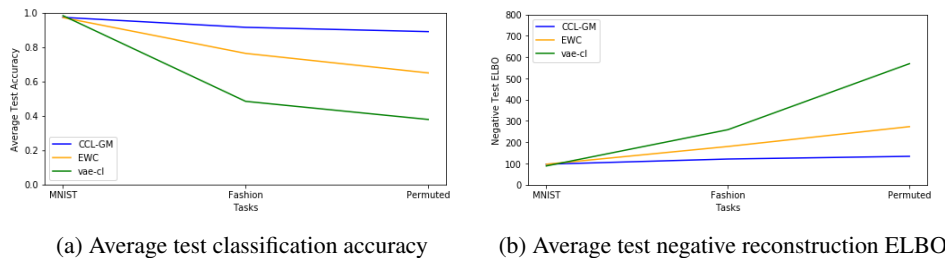 1.0
0.8
0.6
0.4
0.2
0.0
Average Test Accuracy
CCL-GM
EWC
vae-cl
MNIST Fashion Permuted
Tasks
(a) Average test classification accuracy
800
700
600
500
400
300
200
100
0
Negative Test ELBO
CCL-GM
EWC
vae-cl
MNIST Fashion Permuted
Tasks
(b) Average test negative reconstruction ELBO